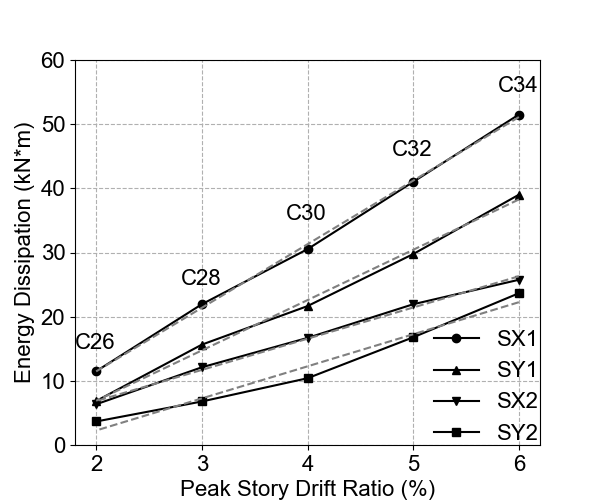 60
50
40
30
20
10
0
Energy Dissipation (kN*m)
C26
C28
C30
C32
C34
SX1
SY1
SX2
SY2
2 3 4 5 6
Peak Story Drift Ratio (%)